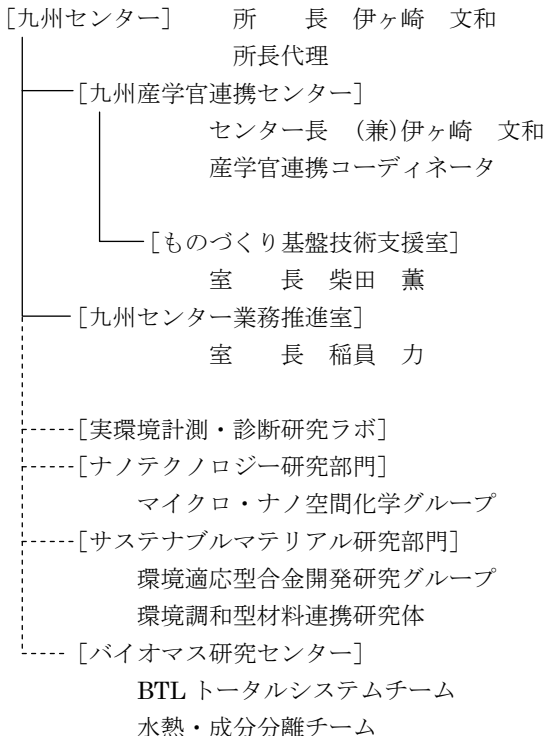 [九州センター] 所 長 伊ヶ崎 文和
所長代理
[九州産学官連携センター]
センター長 (兼)伊ヶ崎 文和
産学官連携コーディネータ
[ものづくり基盤技術支援室]
室 長 柴田 薫
[九州センター業務推進室]
室 長 稲員 力
[実環境計測・診断研究ラボ]
[ナノテクノロジー研究部門]
マイクロ・ナノ空間化学グループ
[サステナブルマテリアル研究部門]
環境適応型合金開発研究グループ
環境調和型材料連携研究体
[バイオマス研究センター]
BTL トータルシステムチーム
水熱・成分分離チーム